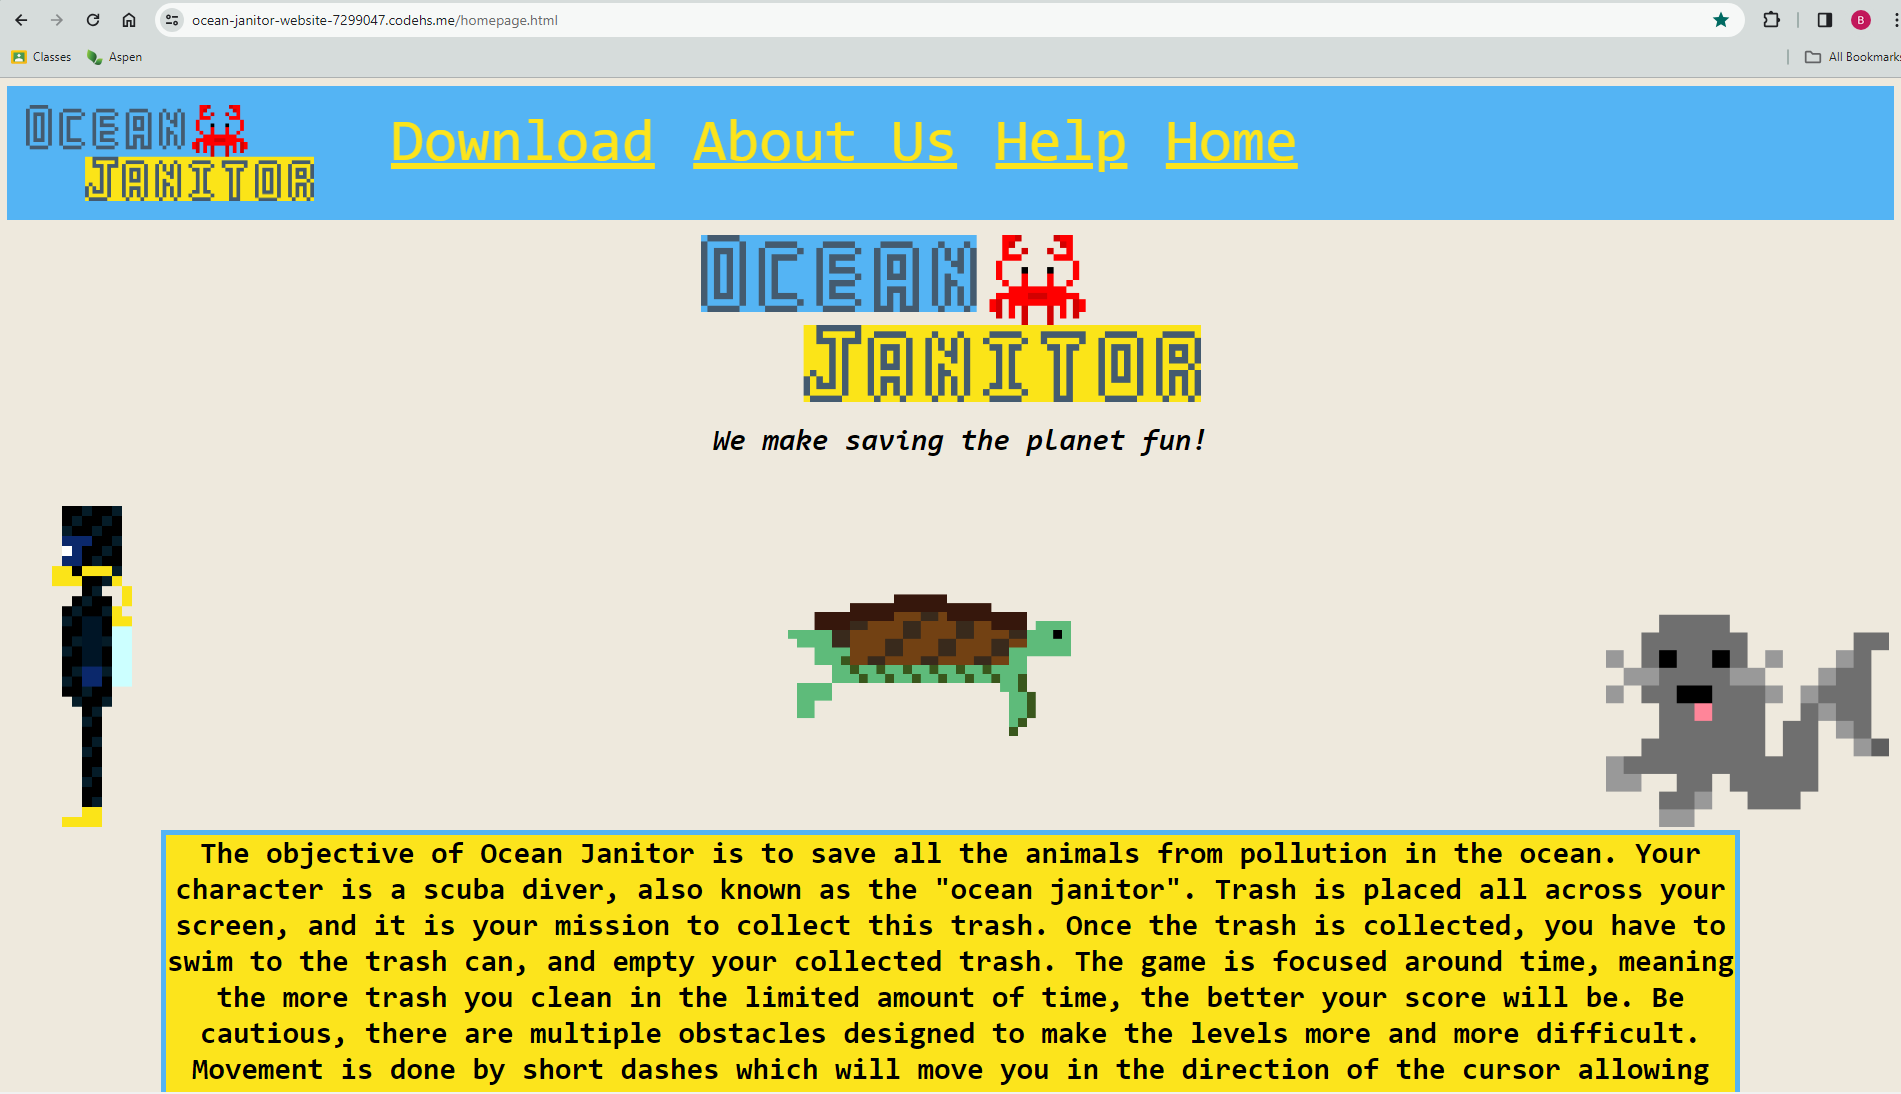 ocean-janitor-website-7299047.codehs.me/homepage.html
B
Classes Aspen All Bookmarks
OCEAN
JANITOR
Download About Us Help Home
OCEAN
JANITOR
We make saving the planet fun!
The objective of Ocean Janitor is to save all the animals from pollution in the ocean. Your
character is a scuba diver, also known as the "ocean janitor". Trash is placed all across your
screen, and it is your mission to collect this trash. Once the trash is collected, you have to
swim to the trash can, and empty your collected trash. The game is focused around time, meaning
the more trash you clean in the limited amount of time, the better your score will be. Be
cautious, there are multiple obstacles designed to make the levels more and more difficult.
Movement is done by short dashes which will move you in the direction of the cursor allowing